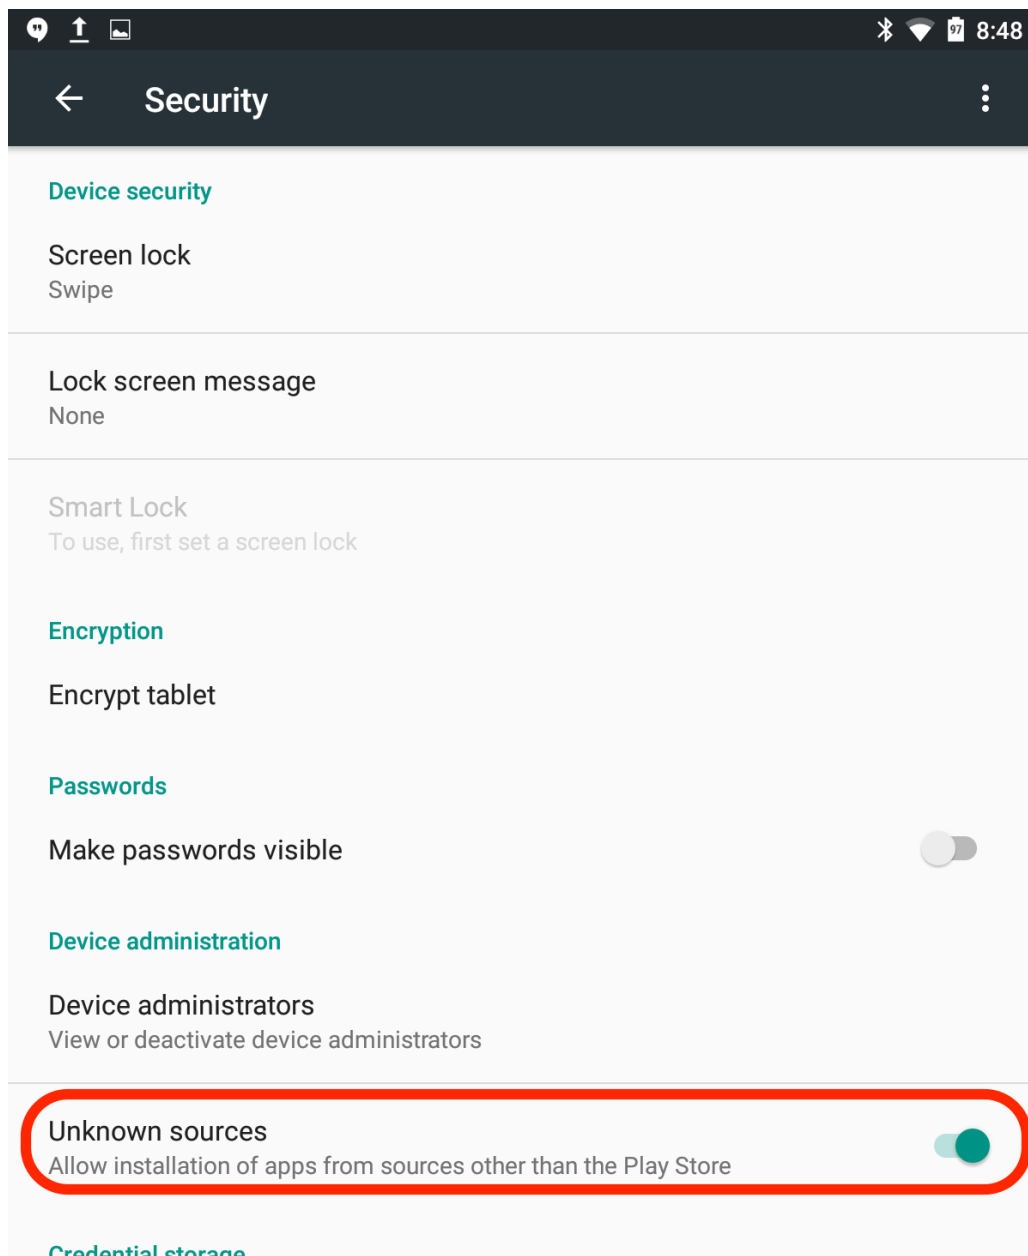 97 8:48
Security
Device security
Screen lock
Swipe
Lock screen message
None
Smart Lock
To use, first set a screen lock
Encryption
Encrypt tablet
Passwords
Make passwords visible
Device administration
Device administrators
View or deactivate device administrators
Unknown sources
Allow installation of apps from sources other than the Play Store
Credential storage